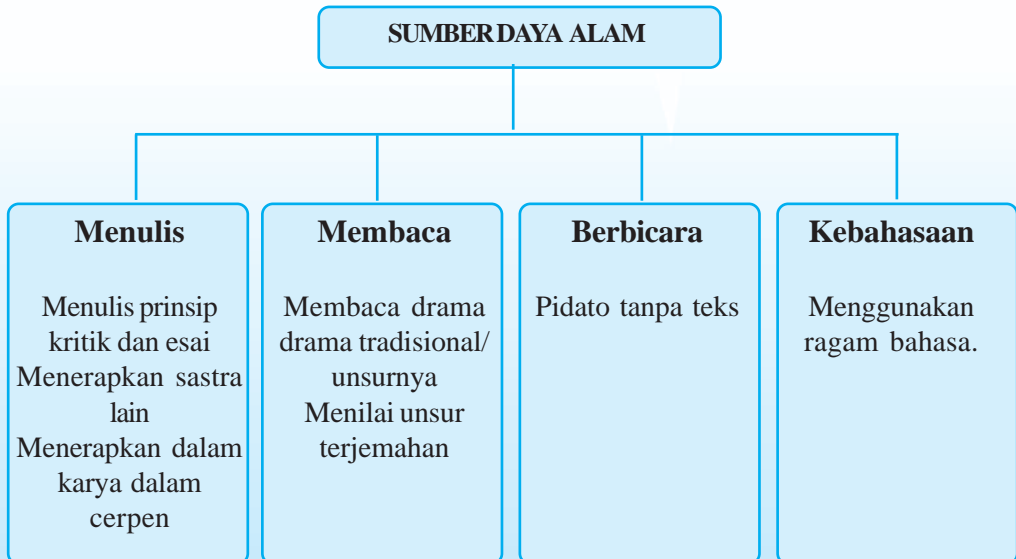 SUMBER DAYA ALAM
Menulis
Menulis prinsip
kritik dan esai
Menerapkan sastra
lain
Menerapkan dalam
karya dalam
cerpen
Membaca
Membaca drama
drama tradisional/
unsurnya
Menilai unsur
terjemahan
Berbicara
Pidato tanpa teks
Kebahasaan
Menggunakan
ragam bahasa.